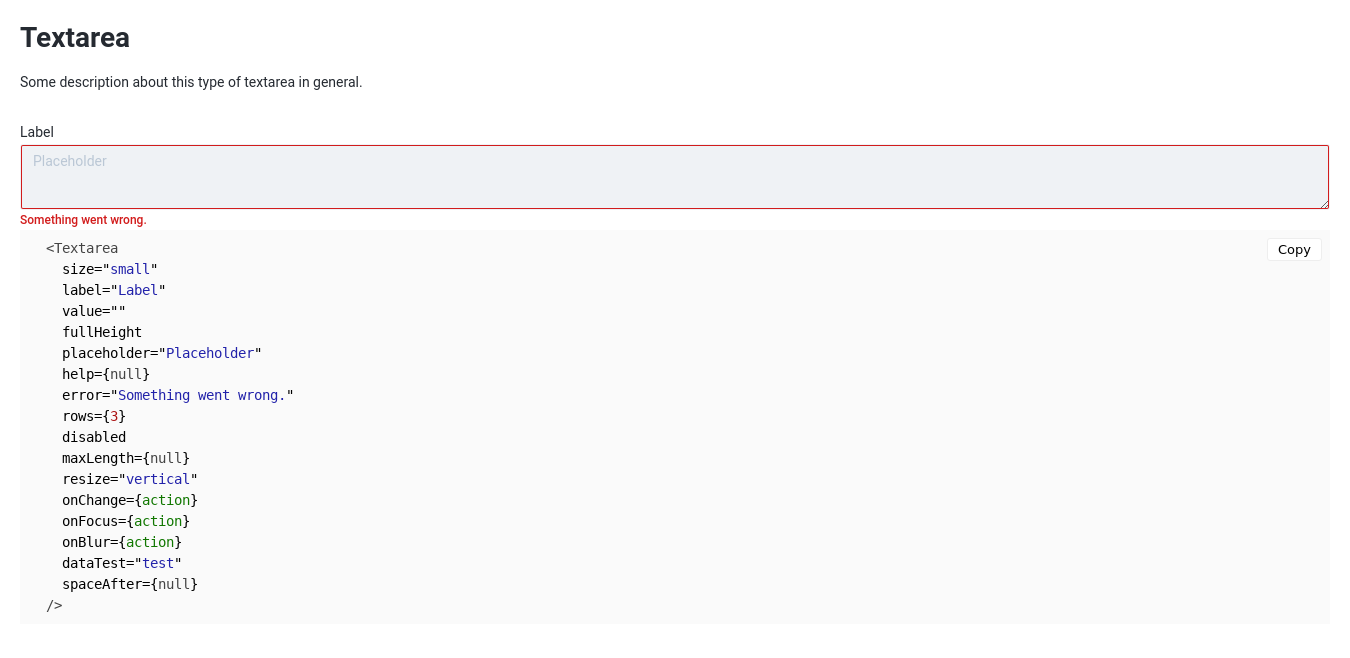 Textarea
Some description about this type of textarea in general.
Label
Placeholder
Something went wrong.
Copy
<Textarea
  size="small"
  label="Label"
  value=""
  fullHeight
  placeholder="Placeholder"
  help={null}
  error="Something went wrong."
  rows={3}
  disabled
  maxLength={null}
  resize="vertical"
  onChange={action}
  onFocus={action}
  onBlur={action}
  dataTest="test"
  spaceAfter={null}
/>